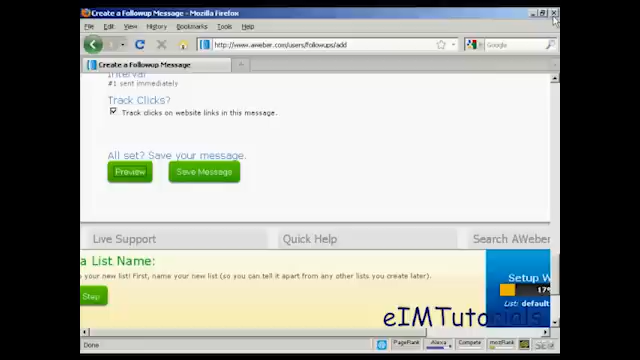 Create a Followup Message - Mozilla Firefox
File Edit View History Bookmarks Tools Help
http://www.aweber.com/users/followups/add
Google
Create a Followup Message
Interval
#1 sent immediately
Track Clicks?
Track clicks on website links in this message.
All set? Save your message.
Preview Save Message
Live Support Quick Help Search AWeber
a List Name:
your new list! First, name your new list (so you can tell it apart from any other lists you create later).
Step
Setup W
17%
List: default
eIMTutorials
Done PageRank Alexa Compete mozRank SEM